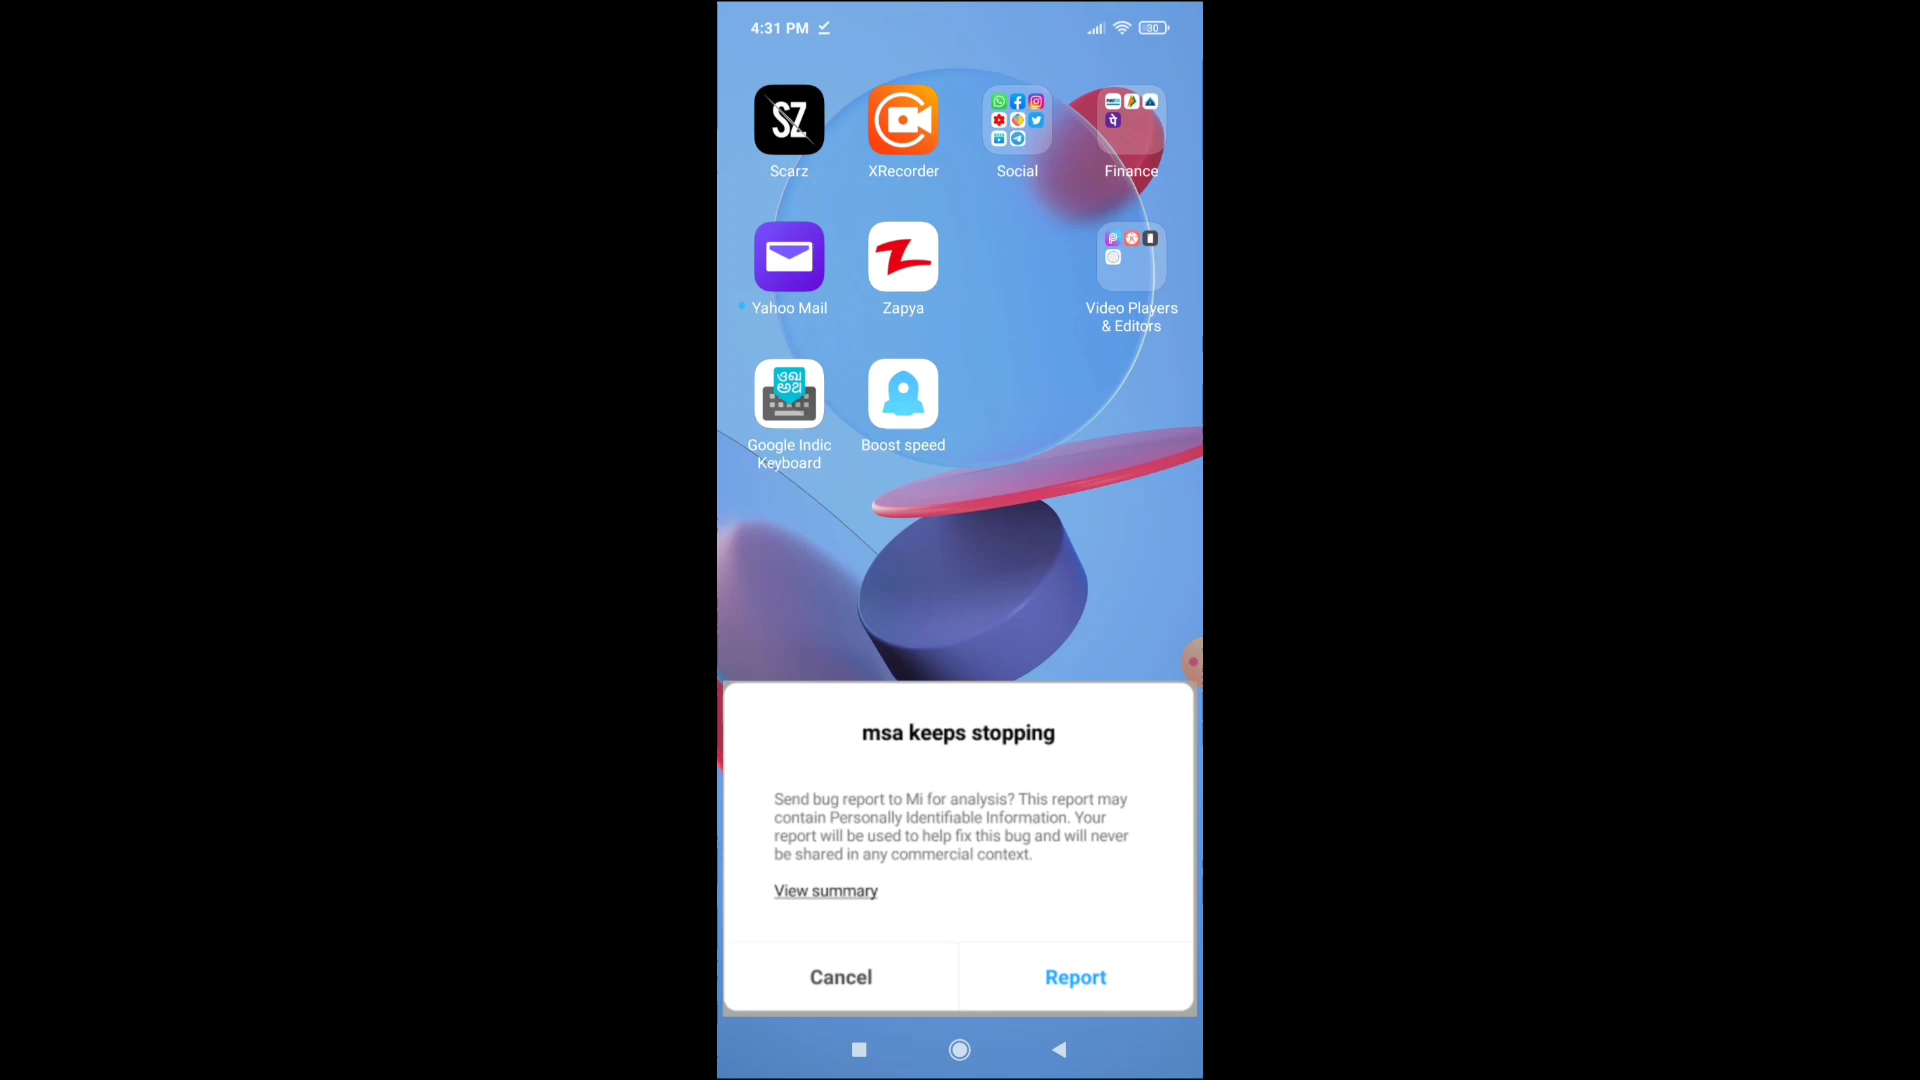 4:31 PM
30
SZ
Scarz
XRecorder
Social
Finance
Yahoo Mail
Zapya
Video Players
& Editors
Google Indic
Keyboard
Boost speed
msa keeps stopping
Send bug report to Mi for analysis? This report may
contain Personally Identifiable Information. Your
report will be used to help fix this bug and will never
be shared in any commercial context.
View summary
Cancel
Report